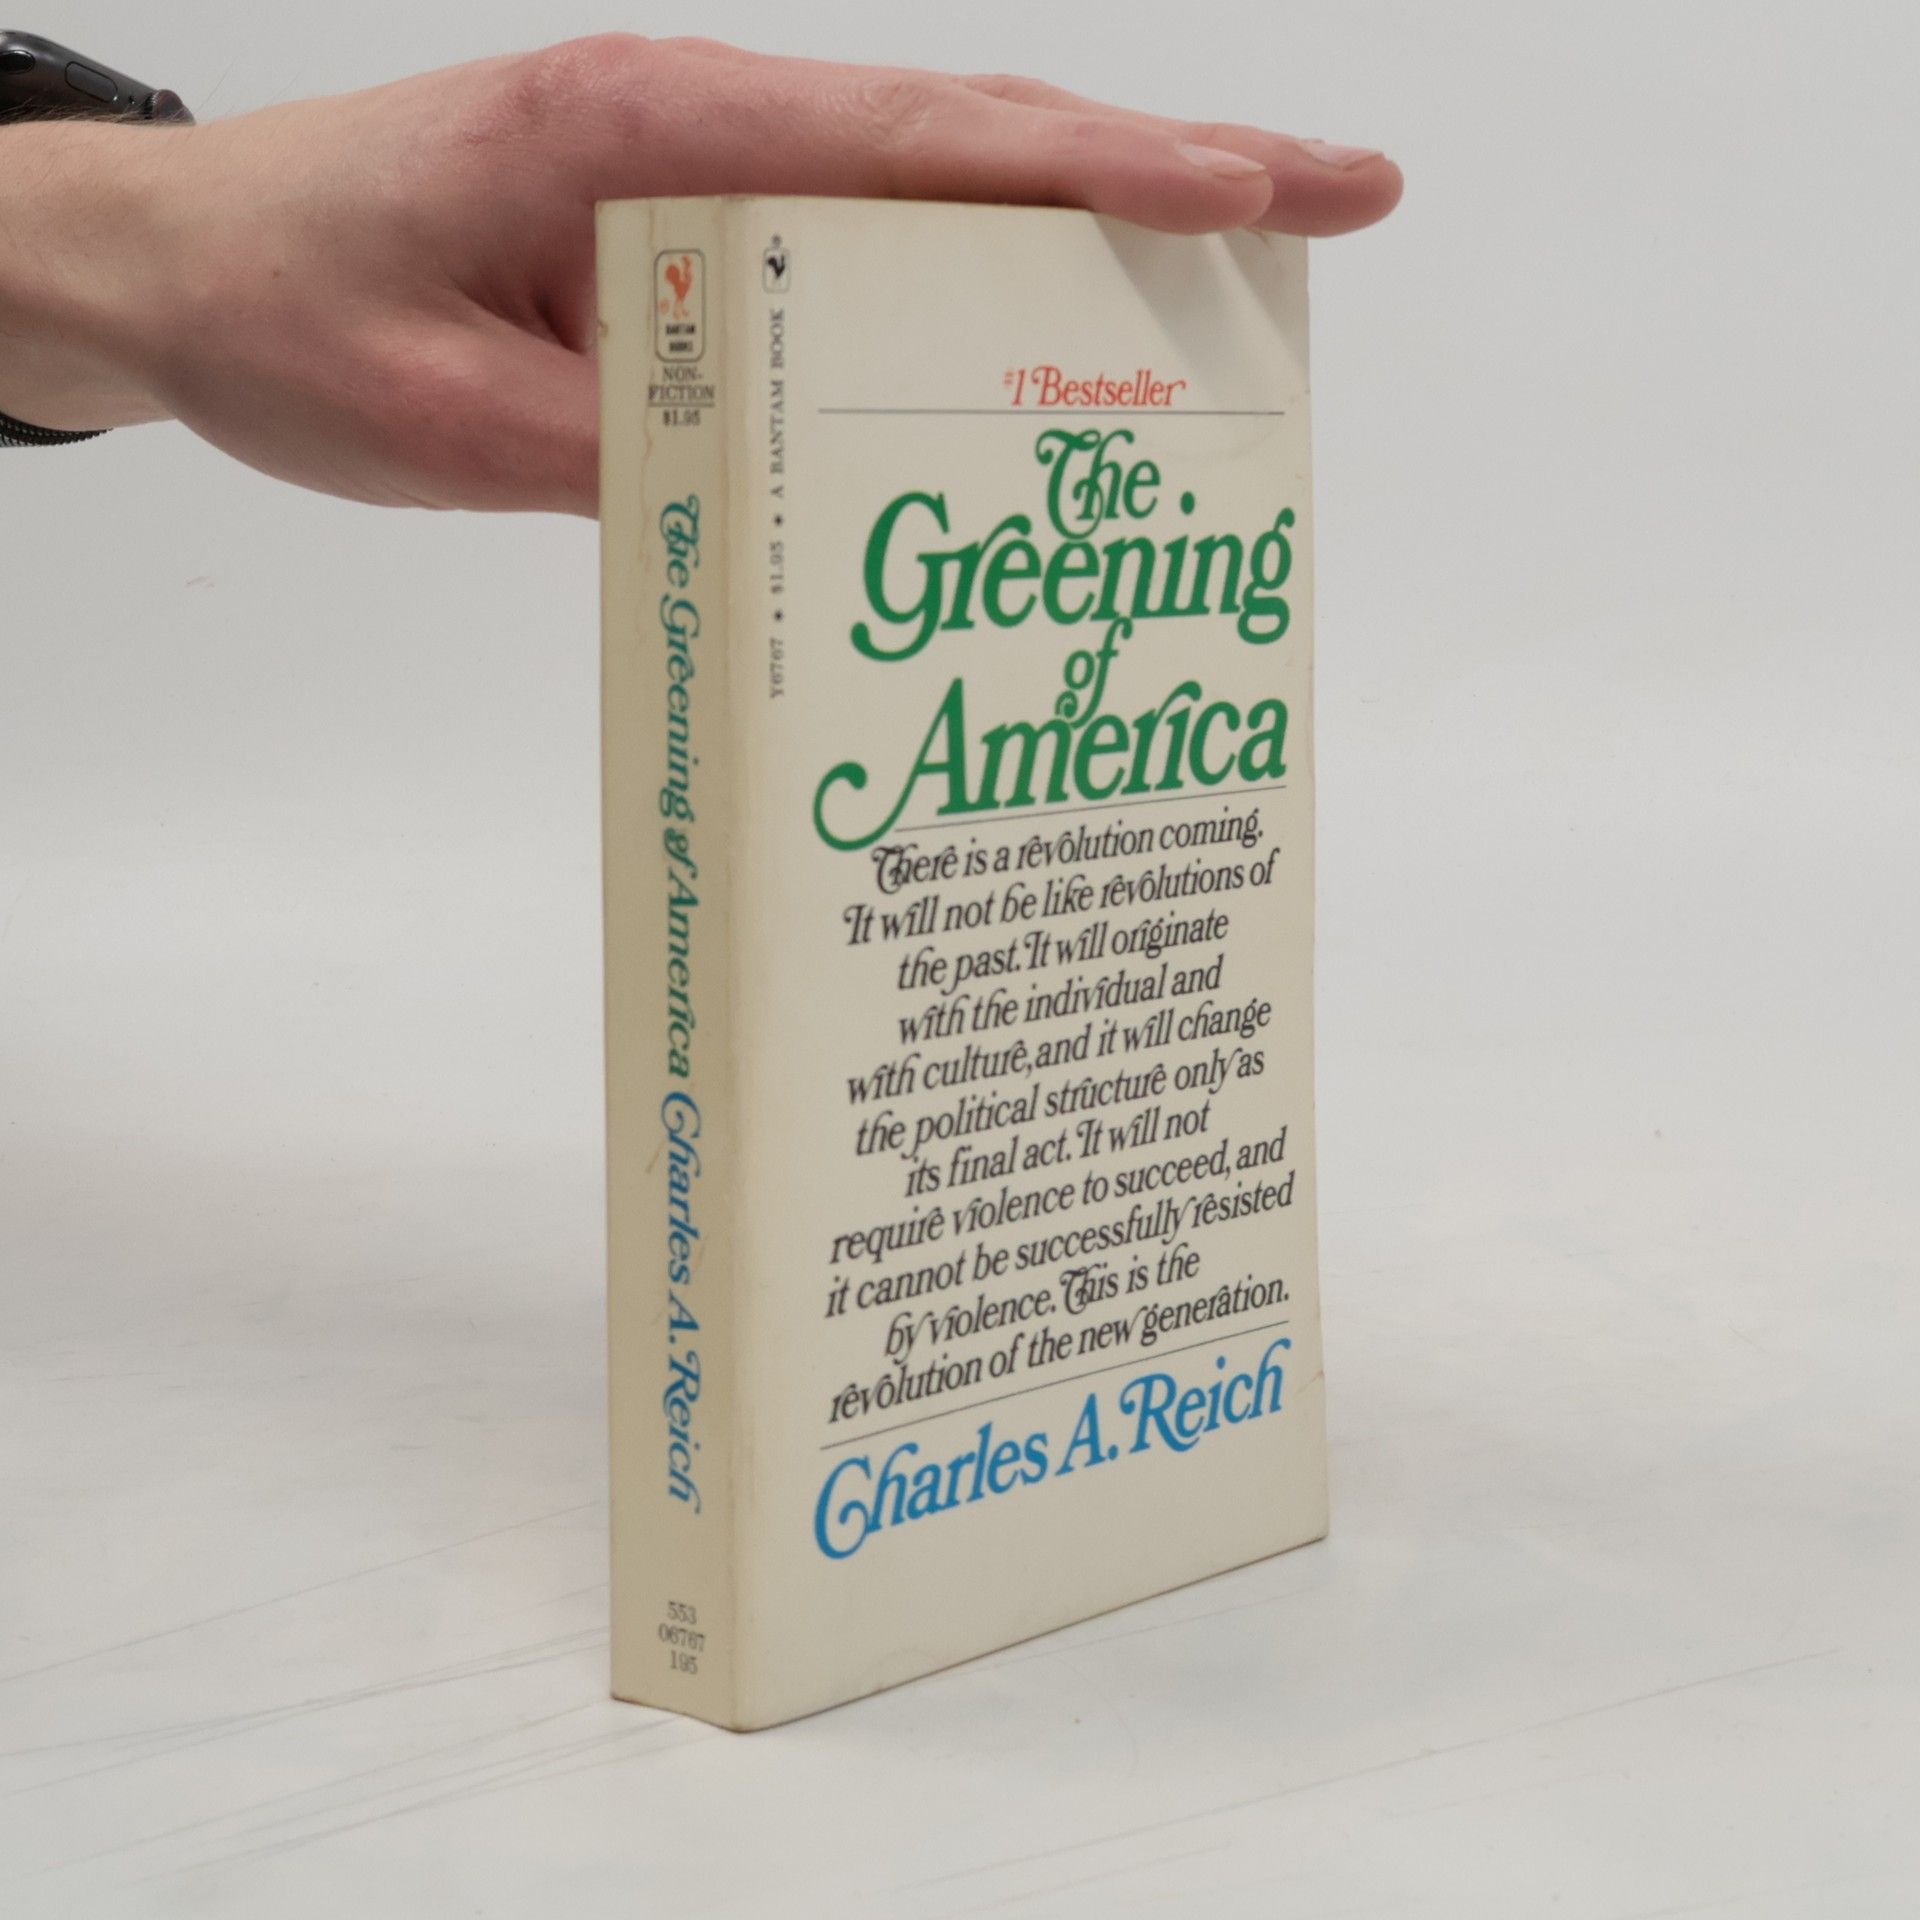 BANTAM
BOOKS
NON-
FICTION
$1.95
The Greening of America Charles A. Reich
553
06767
195
Y6767 * $1.95 * A BANTAM BOOK
#1 Bestseller
The
Greening
of
America
There is a revolution coming.
It will not be like revolutions of
the past. It will originate
with the individual and
with culture, and it will change
the political structure only as
its final act. It will not
require violence to succeed, and
it cannot be successfully resisted
by violence. This is the
revolution of the new generation.
Charles A. Reich